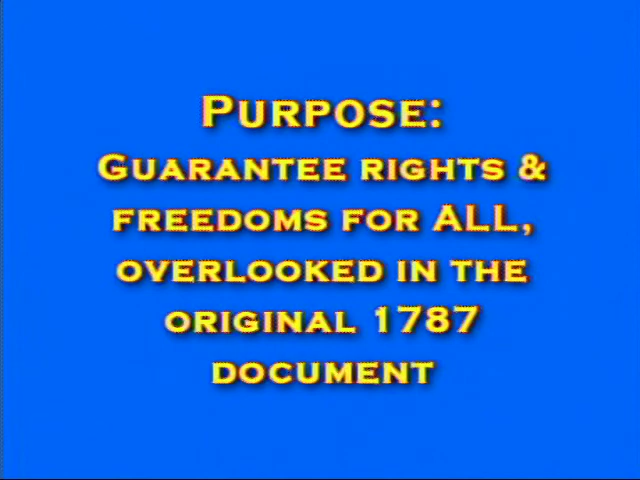 PURPOSE:
GUARANTEE RIGHTS &
FREEDOMS FOR ALL,
OVERLOOKED IN THE
ORIGINAL 1787
DOCUMENT